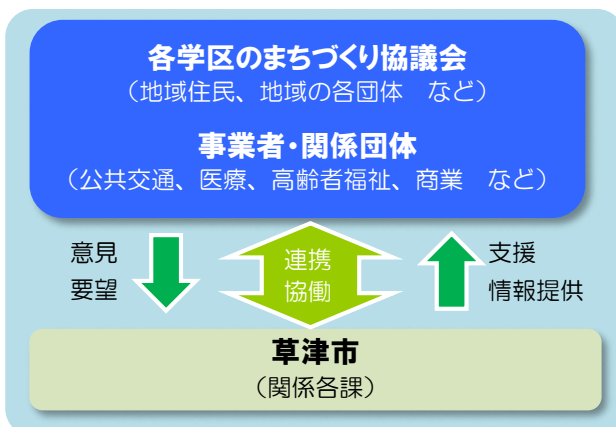 各学区のまちづくり協議会
（地域住民、地域の各団体　など）
事業者・関係団体
（公共交通、医療、高齢者福祉、商業　など）
意見
要望
連携
協働
支援
情報提供
草津市
（関係各課）